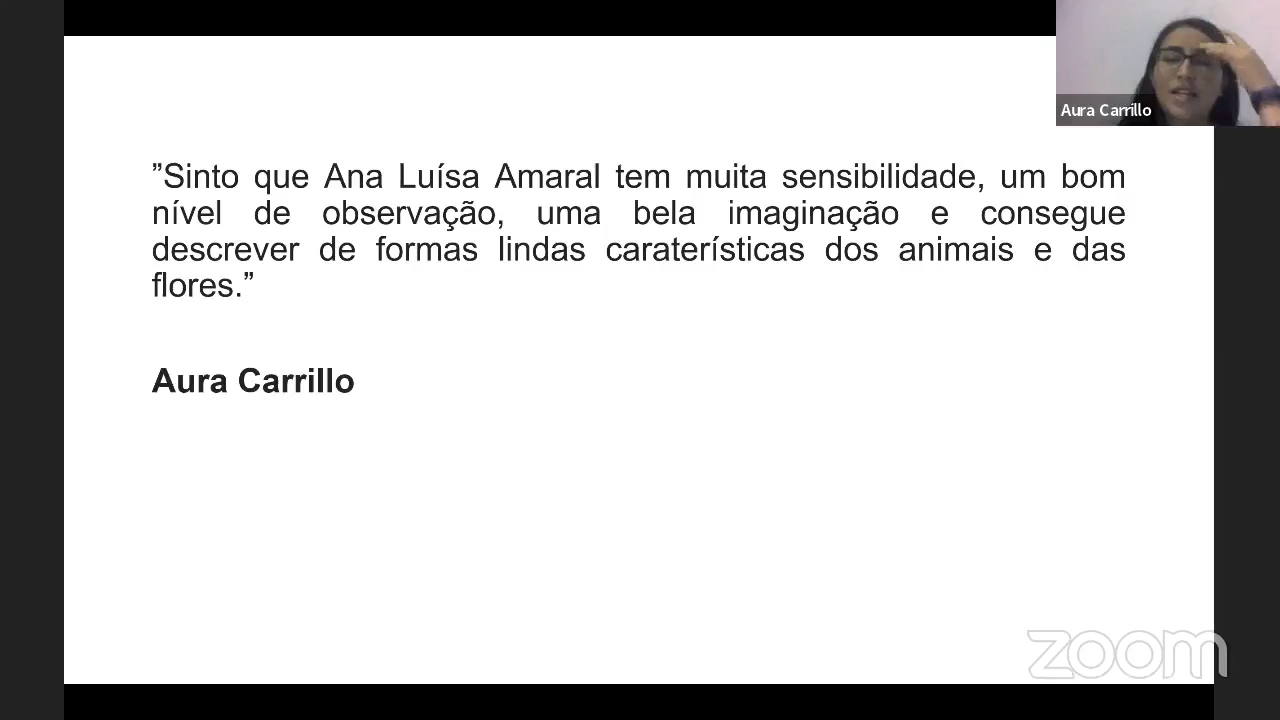 Aura Carrillo
”Sinto que Ana Luísa Amaral tem muita sensibilidade, um bom
nível de observação, uma bela imaginação e consegue
descrever de formas lindas caraterísticas dos animais e das
flores.”
Aura Carrillo
zoom